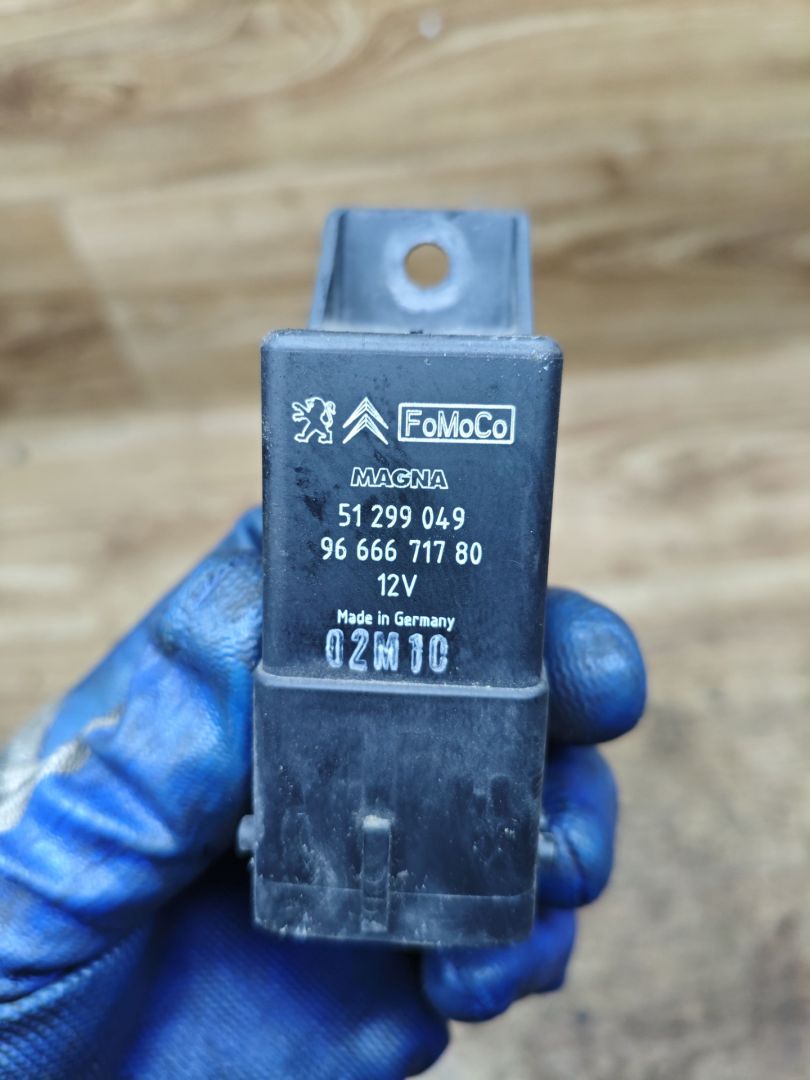 FoMoCo
MAGNA
51 299 049
96 666 717 80
12V
Made in Germany
02M10